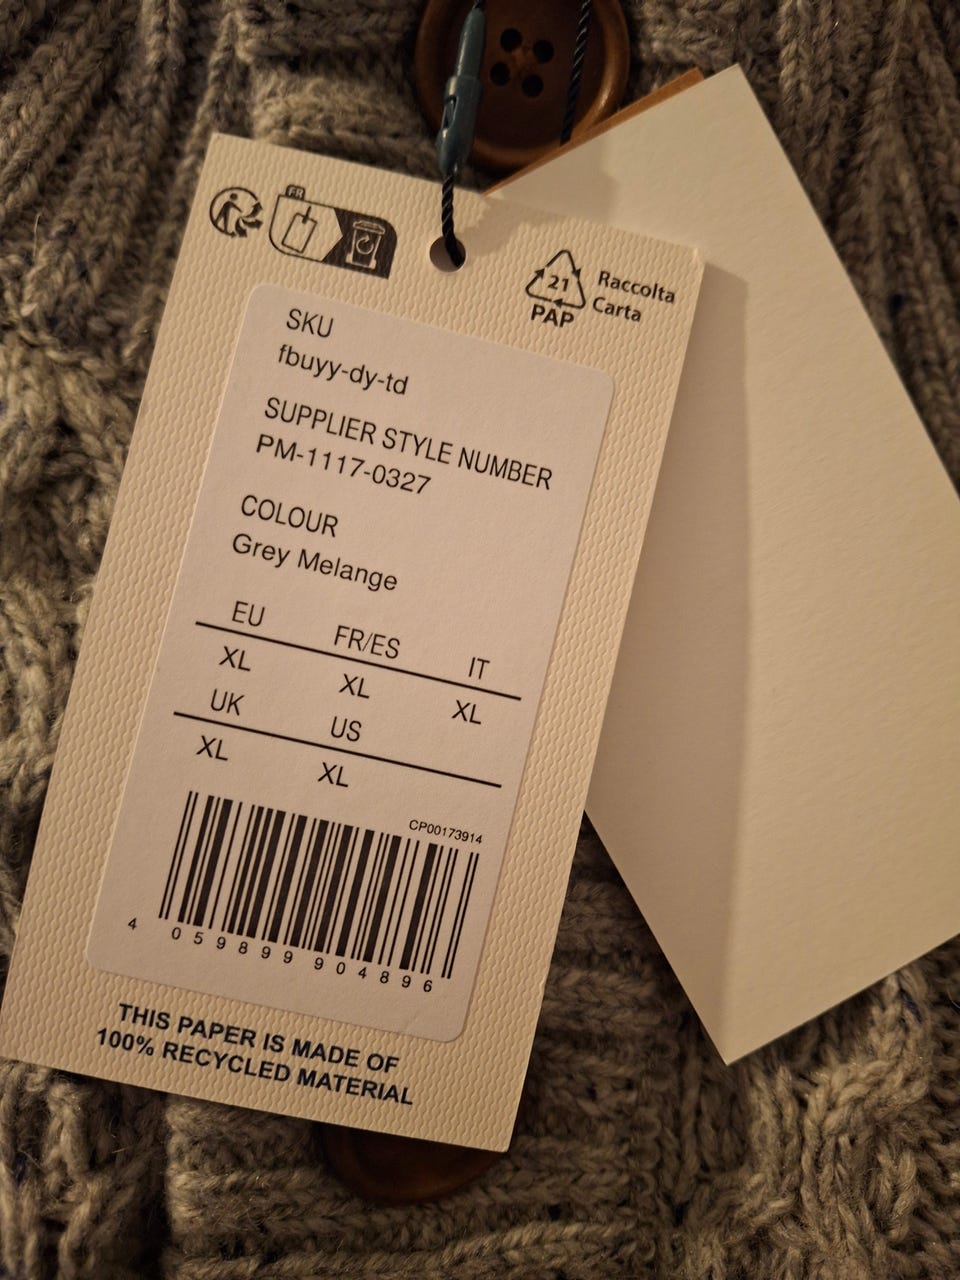 FR
21
PAP
Raccolta
Carta
SKU
fbuyy-dy-td
SUPPLIER STYLE NUMBER
PM-1117-0327
COLOUR
Grey Melange
EU FR/ES IT
XL XL XL
UK US
XL XL
CP00173914
4 059899 904896
THIS PAPER IS MADE OF
100% RECYCLED MATERIAL